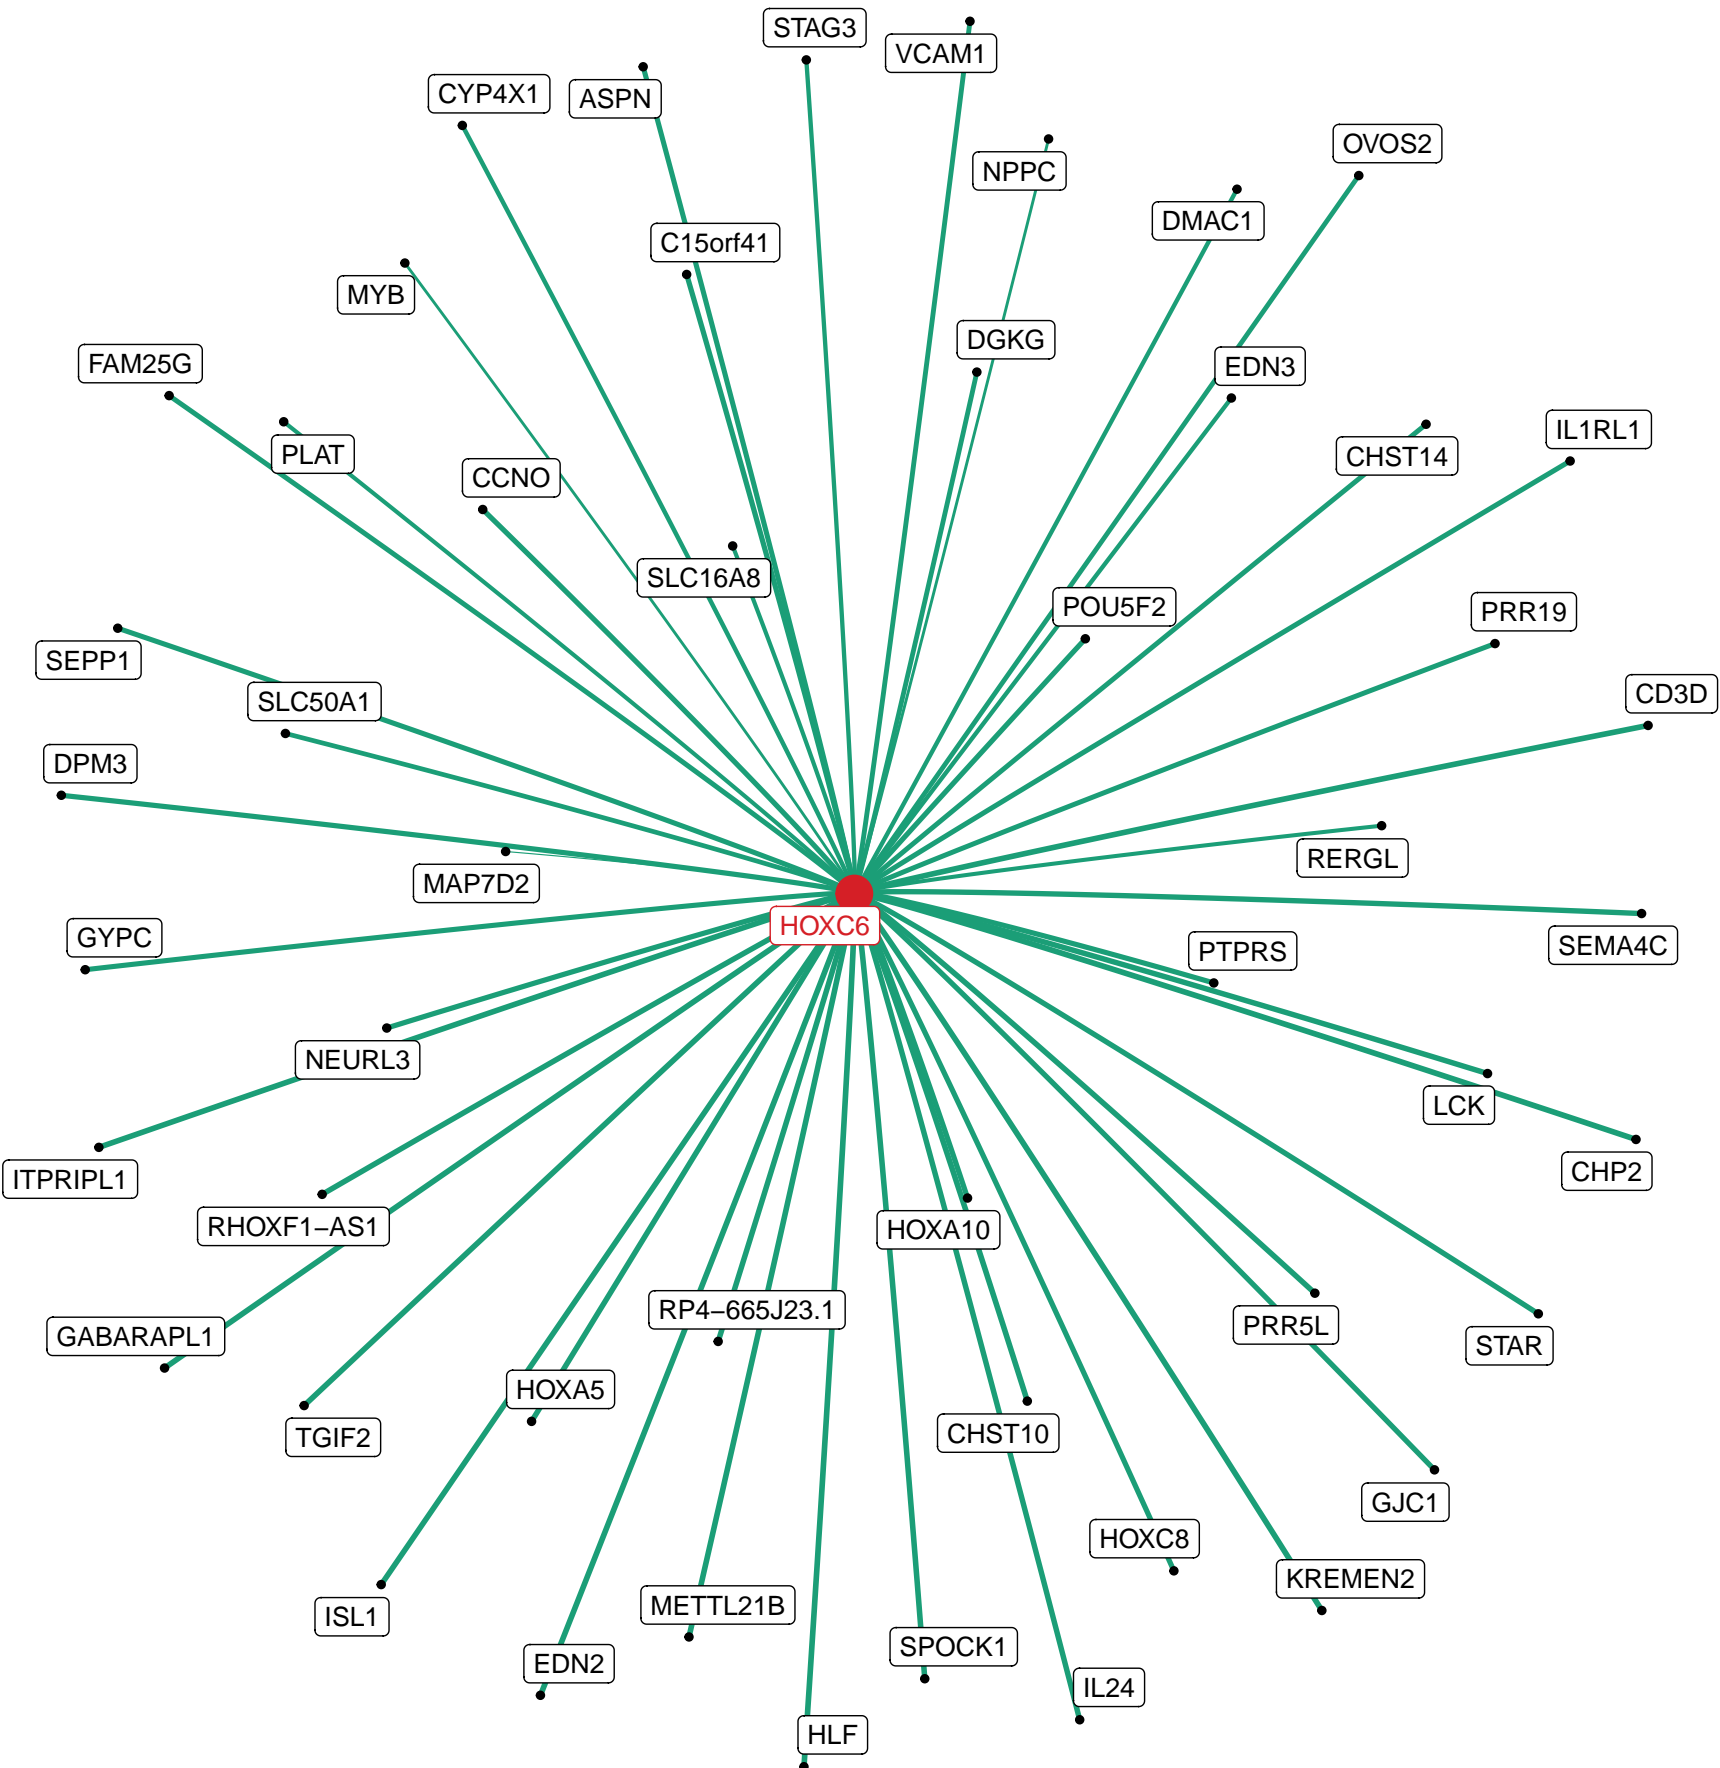 STAG3
VCAM1
CYP4X1
ASPN
OVOS2
NPPC
DMAC1
C15orf41
MYB
DGKG
FAM25G
EDN3
IL1RL1
PLAT
CHST14
CCNO
SLC16A8
POU5F2
PRR19
SEPP1
SLC50A1
CD3D
DPM3
RERGL
MAP7D2
HOXC6
GYPC
SEMA4C
PTPRS
NEURL3
LCK
CHP2
ITPRIPL1
RHOXF1–AS1
HOXA10
RP4–665J23.1
PRR5L
GABARAPL1
STAR
HOXA5
TGIF2
CHST10
GJC1
HOXC8
KREMEN2
METTL21B
ISL1
SPOCK1
EDN2
IL24
HLF